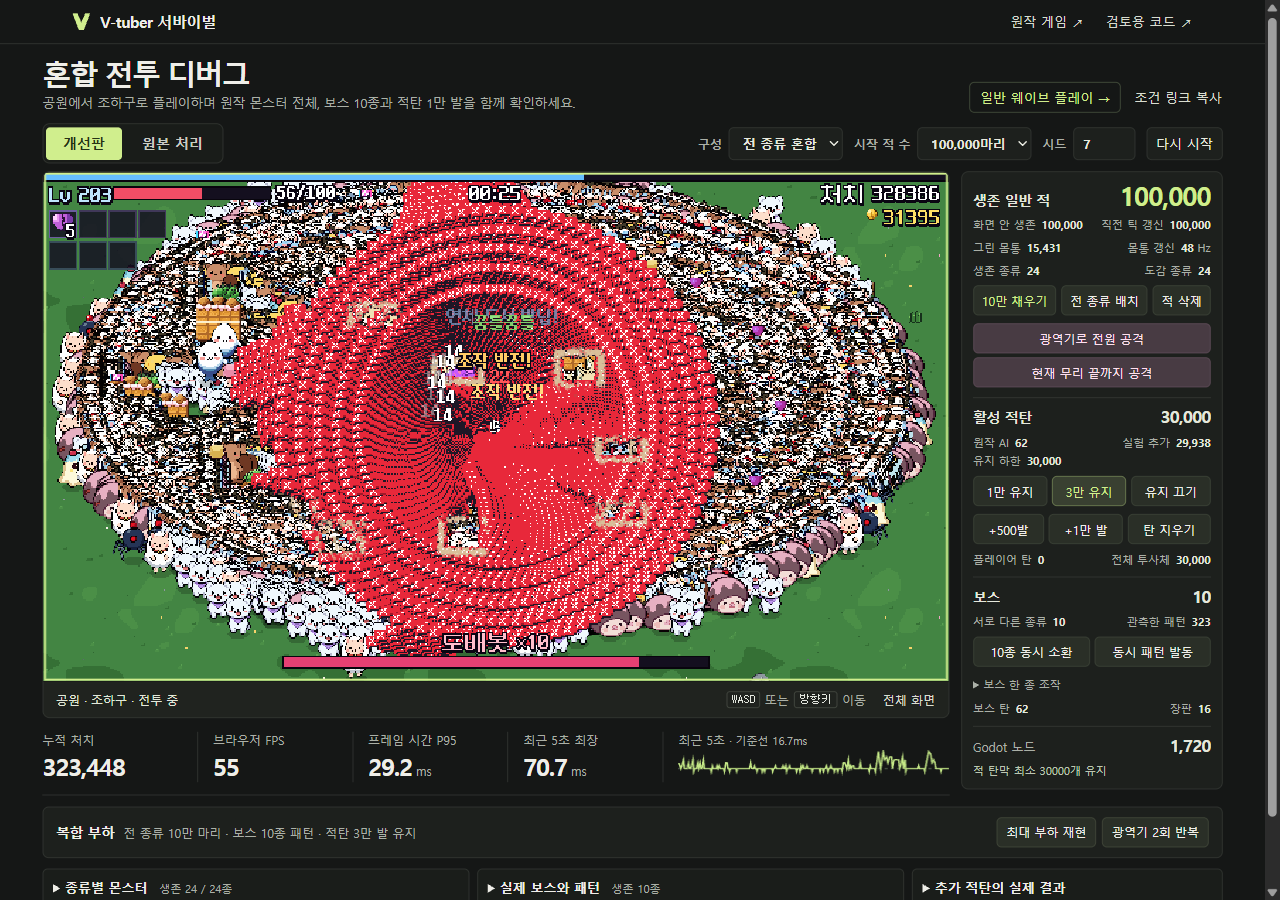 V-tuber 서바이벌
원작 게임 ↗ 검토용 코드 ↗
혼합 전투 디버그
공원에서 조하구로 플레이하며 원작 몬스터 전체, 보스 10종과 적탄 1만 발을 함께 확인하세요.
일반 웨이브 플레이 → 조건 링크 복사
개선판 원본 처리
구성 전 종류 혼합 시작 적 수 100,000마리 시드 7 다시 시작
Lv 203 56/100 00:25 처치 328386
31395
5
움틀움틀
14
14 조작 반전!
14 조작 반전!
14
14
14
도배봇 x10
공원 · 조하구 · 전투 중
WASD 또는 방향키 이동 전체 화면
생존 일반 적 100,000
화면 안 생존 100,000 직전 틱 갱신 100,000
그린 몸통 15,431 몸통 갱신 48 Hz
생존 종류 24 도감 종류 24
10만 채우기 전 종류 배치 적 삭제
광역기로 전원 공격
현재 무리 끝까지 공격
활성 적탄 30,000
원작 AI 62 실험 추가 29,938
유지 하한 30,000
1만 유지 3만 유지 유지 끄기
+500발 +1만 발 탄 지우기
플레이어 탄 0 전체 투사체 30,000
보스 10
서로 다른 종류 10 관측한 패턴 323
10종 동시 소환 동시 패턴 발동
▶ 보스 한 종 조작
보스 탄 62 장판 16
Godot 노드 1,720
적 탄막 최소 30000개 유지
누적 처치 브라우저 FPS 프레임 시간 P95 최근 5초 최장 최근 5초 · 기준선 16.7ms
323,448 55 29.2 ms 70.7 ms
복합 부하 전 종류 10만 마리 · 보스 10종 패턴 · 적탄 3만 발 유지
최대 부하 재현 광역기 2회 반복
▶ 종류별 몬스터 생존 24 / 24종
▶ 실제 보스와 패턴 생존 10종
▶ 추가 적탄의 실제 결과